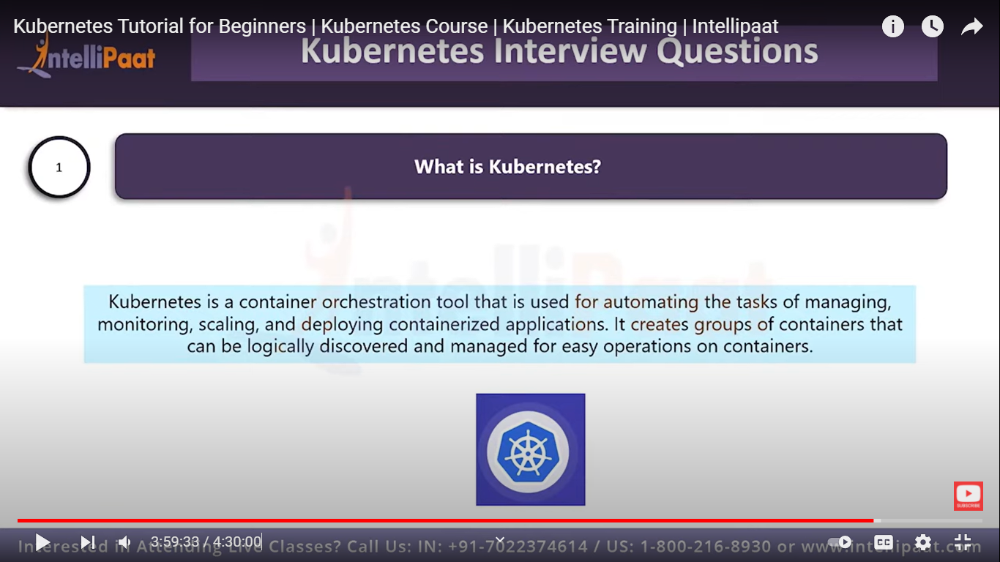 Kubernetes Tutorial for Beginners | Kubernetes Course | Kubernetes Training | Intellipaat
IntelliPaat
Kubernetes Interview Questions
1
What is Kubernetes?
IntelliPaat
Kubernetes is a container orchestration tool that is used for automating the tasks of managing,
monitoring, scaling, and deploying containerized applications. It creates groups of containers that
can be logically discovered and managed for easy operations on containers.
SUBSCRIBE
3:59:33 / 4:30:00
CC
Interested in Attending Live Classes? Call Us: IN: +91-7022374614 / US: 1-800-216-8930 or www.intellipaat.com